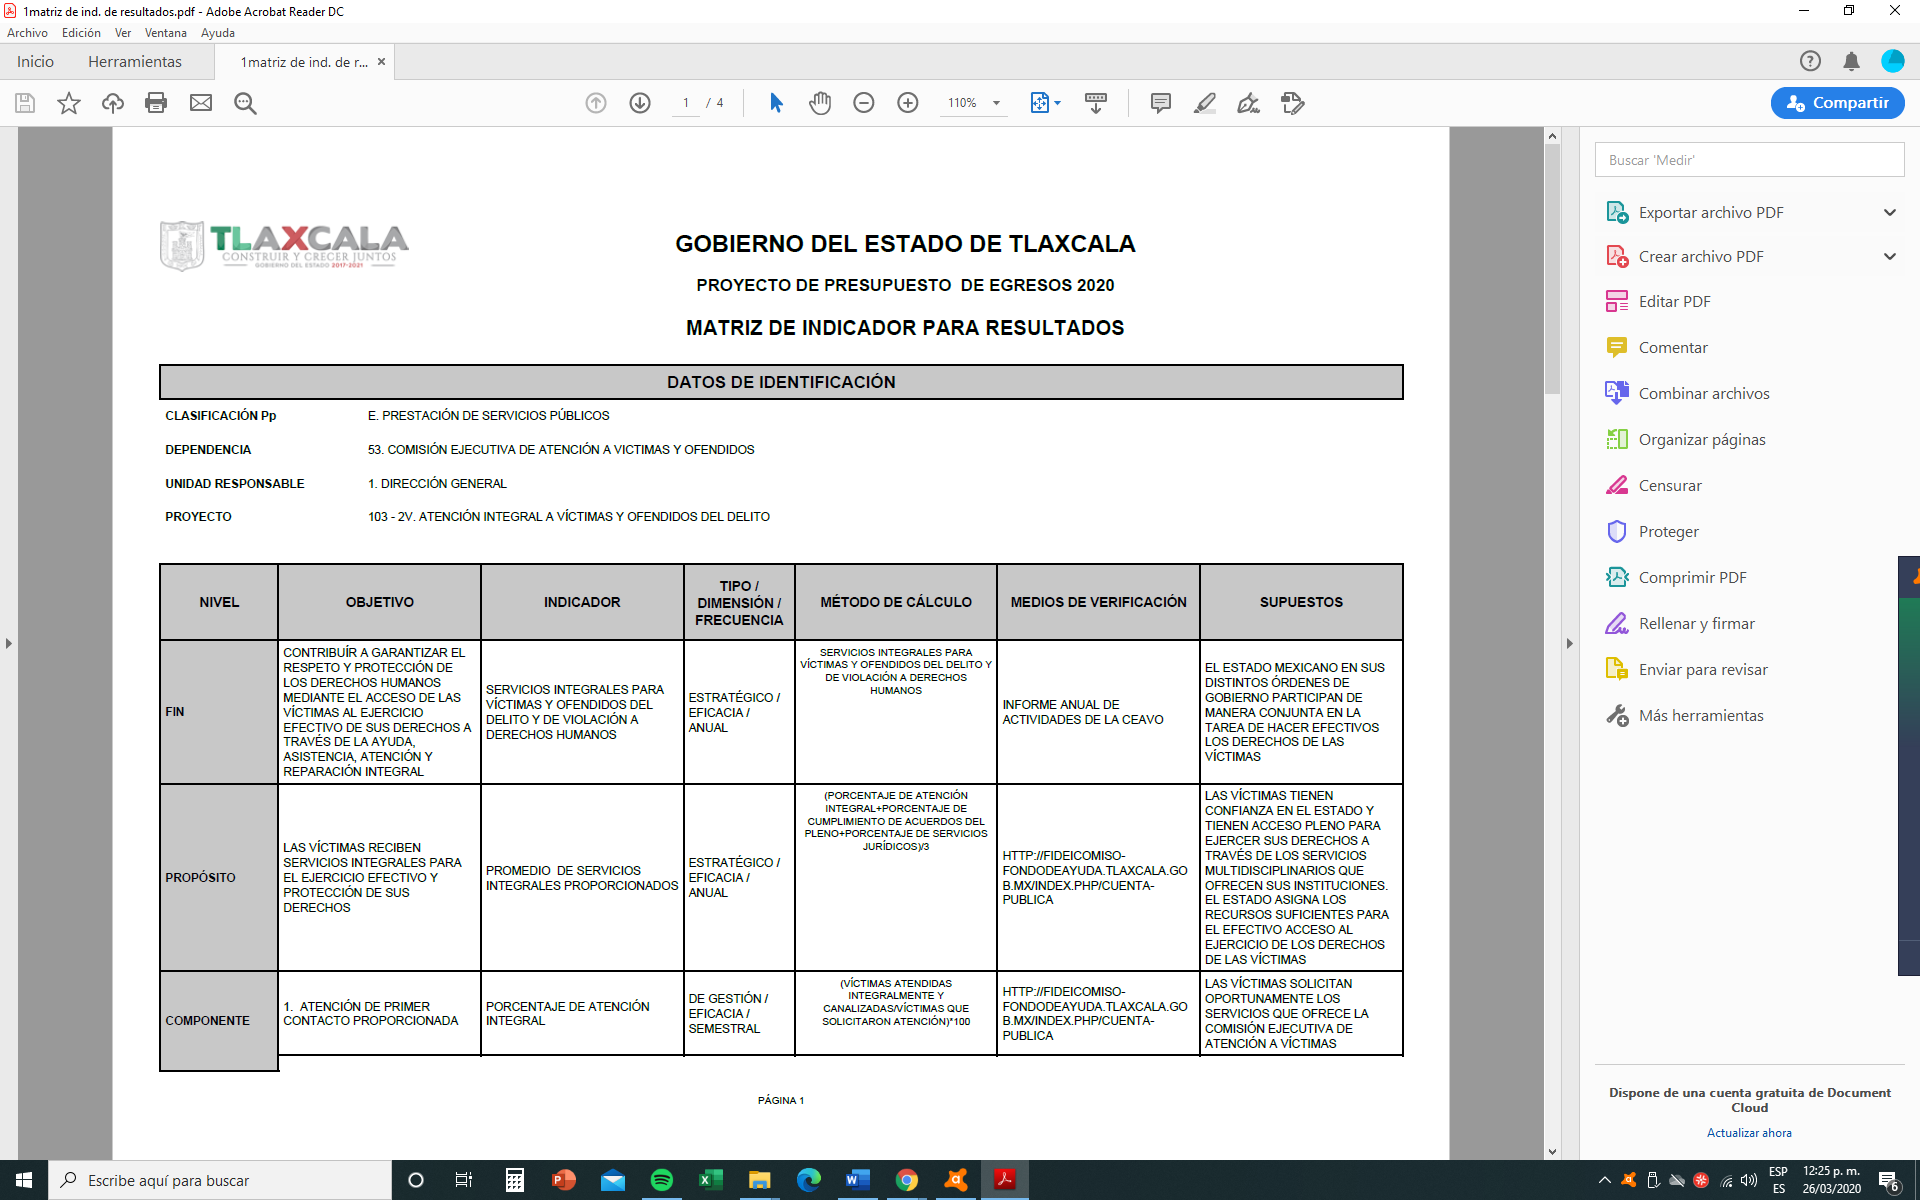 1matriz de ind. de resultados.pdf - Adobe Acrobat Reader DC
Archivo Edición Ver Ventana Ayuda
Inicio Herramientas 1matriz de ind. de r...
1 / 4 110% Compartir
TLAXCALA
CONSTRUIR Y CRECER JUNTOS
GOBIERNO DEL ESTADO 2017-2021
GOBIERNO DEL ESTADO DE TLAXCALA
PROYECTO DE PRESUPUESTO DE EGRESOS 2020
MATRIZ DE INDICADOR PARA RESULTADOS
DATOS DE IDENTIFICACIÓN
CLASIFICACIÓN Pp E. PRESTACIÓN DE SERVICIOS PÚBLICOS
DEPENDENCIA 53. COMISIÓN EJECUTIVA DE ATENCIÓN A VICTIMAS Y OFENDIDOS
UNIDAD RESPONSABLE 1. DIRECCIÓN GENERAL
PROYECTO 103 - 2V. ATENCIÓN INTEGRAL A VÍCTIMAS Y OFENDIDOS DEL DELITO
NIVEL
OBJETIVO
INDICADOR
TIPO /
DIMENSIÓN /
FRECUENCIA
MÉTODO DE CÁLCULO
MEDIOS DE VERIFICACIÓN
SUPUESTOS
FIN
CONTRIBUÍR A GARANTIZAR EL
RESPETO Y PROTECCIÓN DE
LOS DERECHOS HUMANOS
MEDIANTE EL ACCESO DE LAS
VÍCTIMAS AL EJERCICIO
EFECTIVO DE SUS DERECHOS A
TRAVÉS DE LA AYUDA,
ASISTENCIA, ATENCIÓN Y
REPARACIÓN INTEGRAL
SERVICIOS INTEGRALES PARA
VÍCTIMAS Y OFENDIDOS DEL
DELITO Y DE VIOLACIÓN A
DERECHOS HUMANOS
ESTRATÉGICO /
EFICACIA /
ANUAL
SERVICIOS INTEGRALES PARA
VÍCTIMAS Y OFENDIDOS DEL DELITO Y
DE VIOLACIÓN A DERECHOS
HUMANOS
INFORME ANUAL DE
ACTIVIDADES DE LA CEAVO
EL ESTADO MEXICANO EN SUS
DISTINTOS ÓRDENES DE
GOBIERNO PARTICIPAN DE
MANERA CONJUNTA EN LA
TAREA DE HACER EFECTIVOS
LOS DERECHOS DE LAS
VÍCTIMAS
PROPÓSITO
LAS VÍCTIMAS RECIBEN
SERVICIOS INTEGRALES PARA
EL EJERCICIO EFECTIVO Y
PROTECCIÓN DE SUS
DERECHOS
PROMEDIO DE SERVICIOS
INTEGRALES PROPORCIONADOS
ESTRATÉGICO /
EFICACIA /
ANUAL
(PORCENTAJE DE ATENCIÓN
INTEGRAL+PORCENTAJE DE
CUMPLIMIENTO DE ACUERDOS DEL
PLENO+PORCENTAJE DE SERVICIOS
JURÍDICOS)/3
HTTP://FIDEICOMISO-
FONDODEAYUDA.TLAXCALA.GO
B.MX/INDEX.PHP/CUENTA-
PUBLICA
LAS VÍCTIMAS TIENEN
CONFIANZA EN EL ESTADO Y
TIENEN ACCESO PLENO PARA
EJERCER SUS DERECHOS A
TRAVÉS DE LOS SERVICIOS
MULTIDISCIPLINARIOS QUE
OFRECEN SUS INSTITUCIONES.
EL ESTADO ASIGNA LOS
RECURSOS SUFICIENTES PARA
EL EFECTIVO ACCESO AL
EJERCICIO DE LOS DERECHOS
DE LAS VÍCTIMAS
COMPONENTE
1. ATENCIÓN DE PRIMER
CONTACTO PROPORCIONADA
PORCENTAJE DE ATENCIÓN
INTEGRAL
DE GESTIÓN /
EFICACIA /
SEMESTRAL
(VÍCTIMAS ATENDIDAS
INTEGRALMENTE Y
CANALIZADAS/VÍCTIMAS QUE
SOLICITARON ATENCIÓN)*100
HTTP://FIDEICOMISO-
FONDODEAYUDA.TLAXCALA.GO
B.MX/INDEX.PHP/CUENTA-
PUBLICA
LAS VÍCTIMAS SOLICITAN
OPORTUNAMENTE LOS
SERVICIOS QUE OFRECE LA
COMISIÓN EJECUTIVA DE
ATENCIÓN A VÍCTIMAS
PÁGINA 1
Buscar 'Medir'
Exportar archivo PDF
Crear archivo PDF
Editar PDF
Comentar
Combinar archivos
Organizar páginas
Censurar
Proteger
Comprimir PDF
Rellenar y firmar
Enviar para revisar
Más herramientas
Dispone de una cuenta gratuita de Document
Cloud
Actualizar ahora
Escribe aquí para buscar
ESP
ES
12:25 p. m.
26/03/2020
6